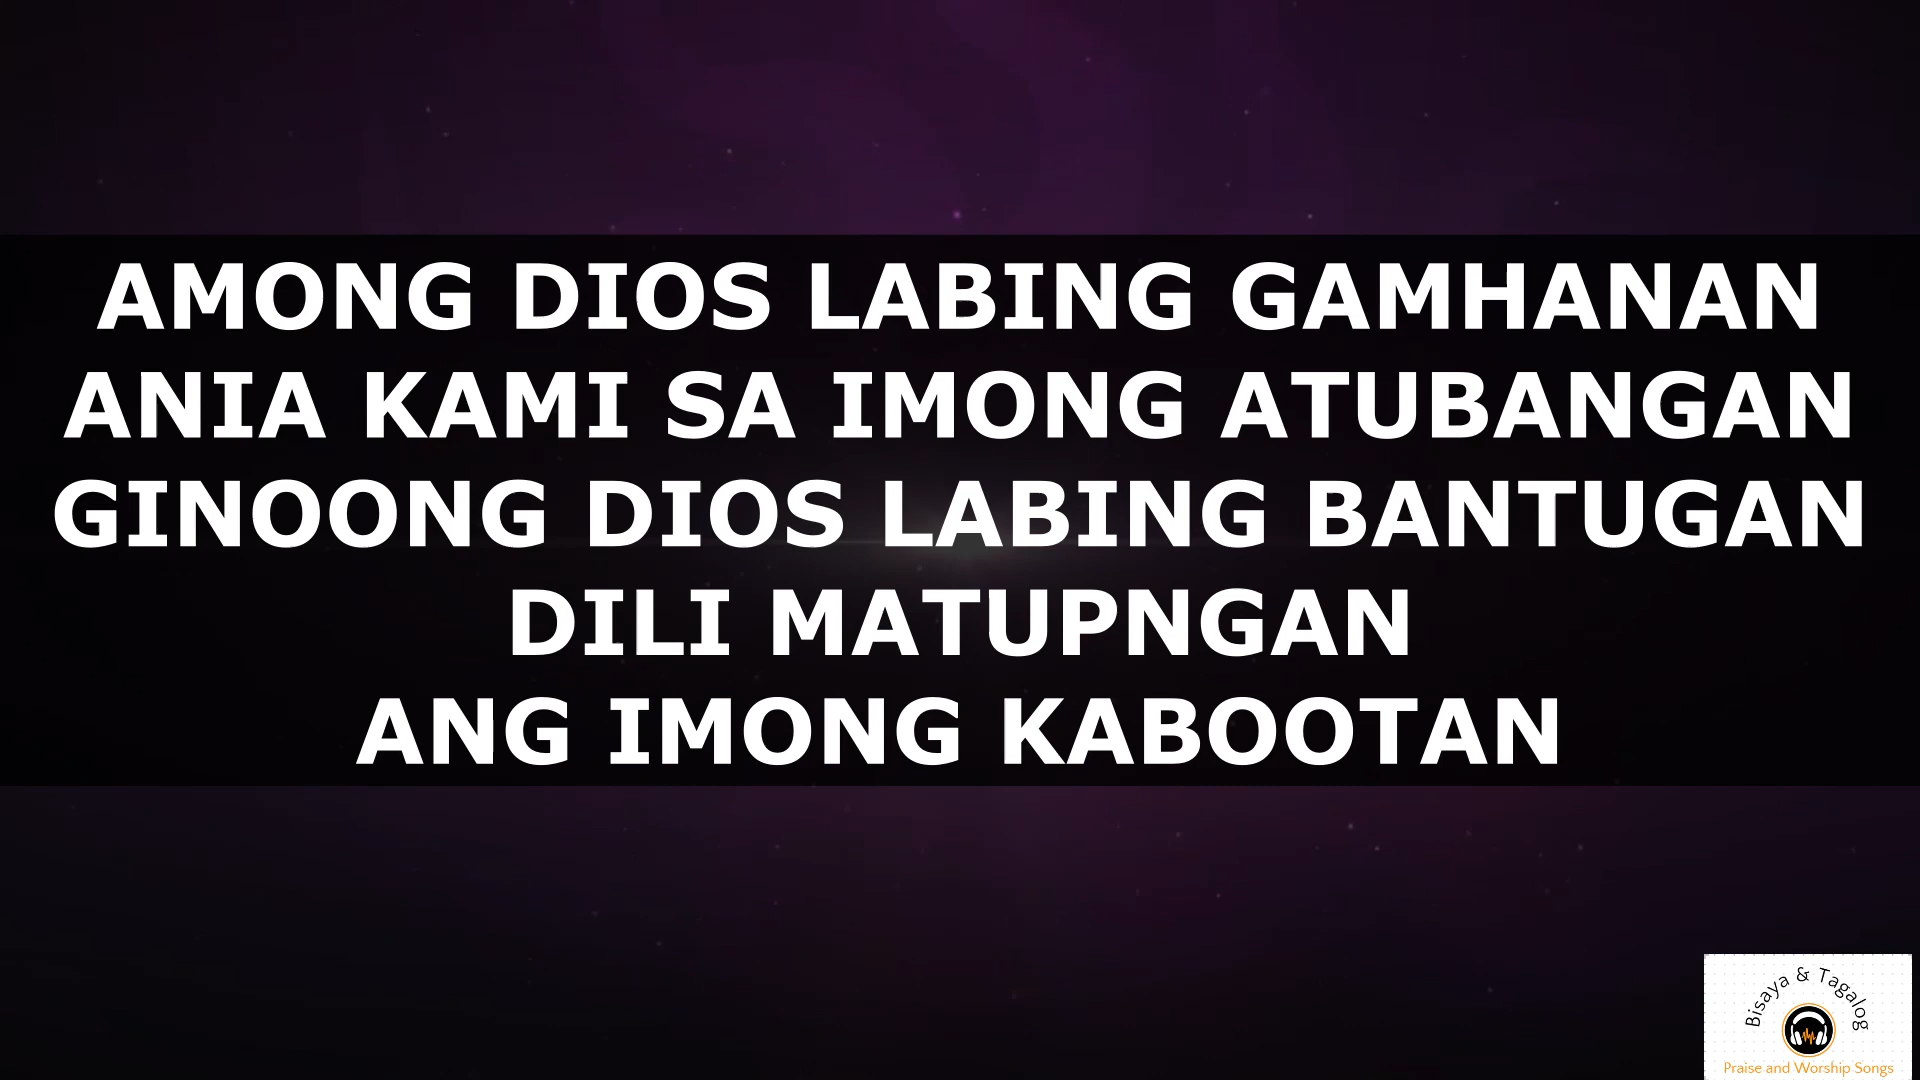 AMONG DIOS LABING GAMHANAN
ANIA KAMI SA IMONG ATUBANGAN
GINOONG DIOS LABING BANTUGAN
DILI MATUPNGAN
ANG IMONG KABOOTAN
Bisaya & Tagalog
Praise and Worship Songs